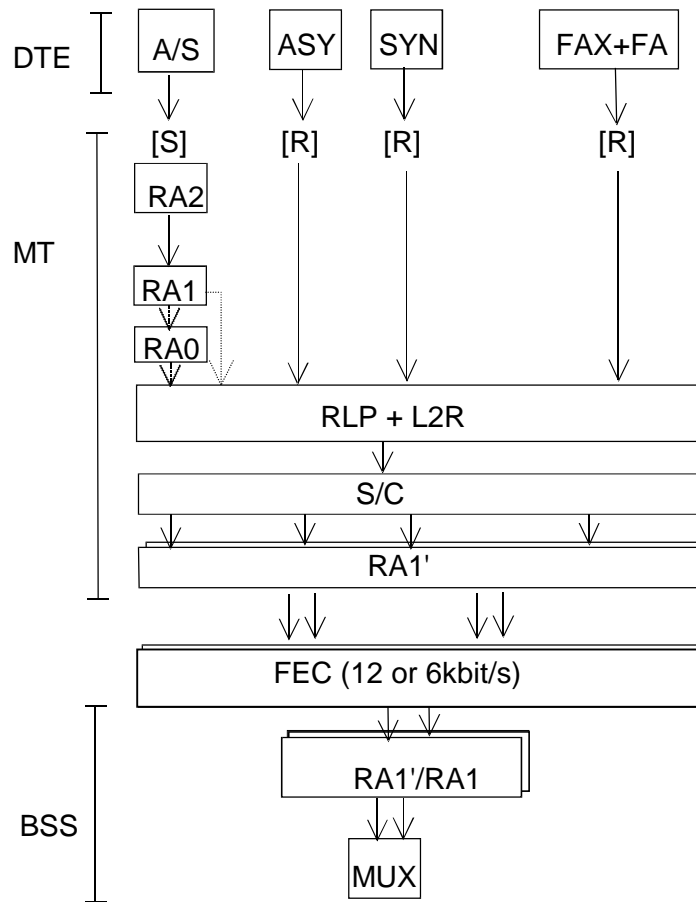 DTE
A/S
ASY
SYN
FAX+FA
[S]
[R]
[R]
[R]
RA2
MT
RA1
RA0
RLP + L2R
S/C
RA1'
FEC (12 or 6kbit/s)
RA1'/RA1
BSS
MUX